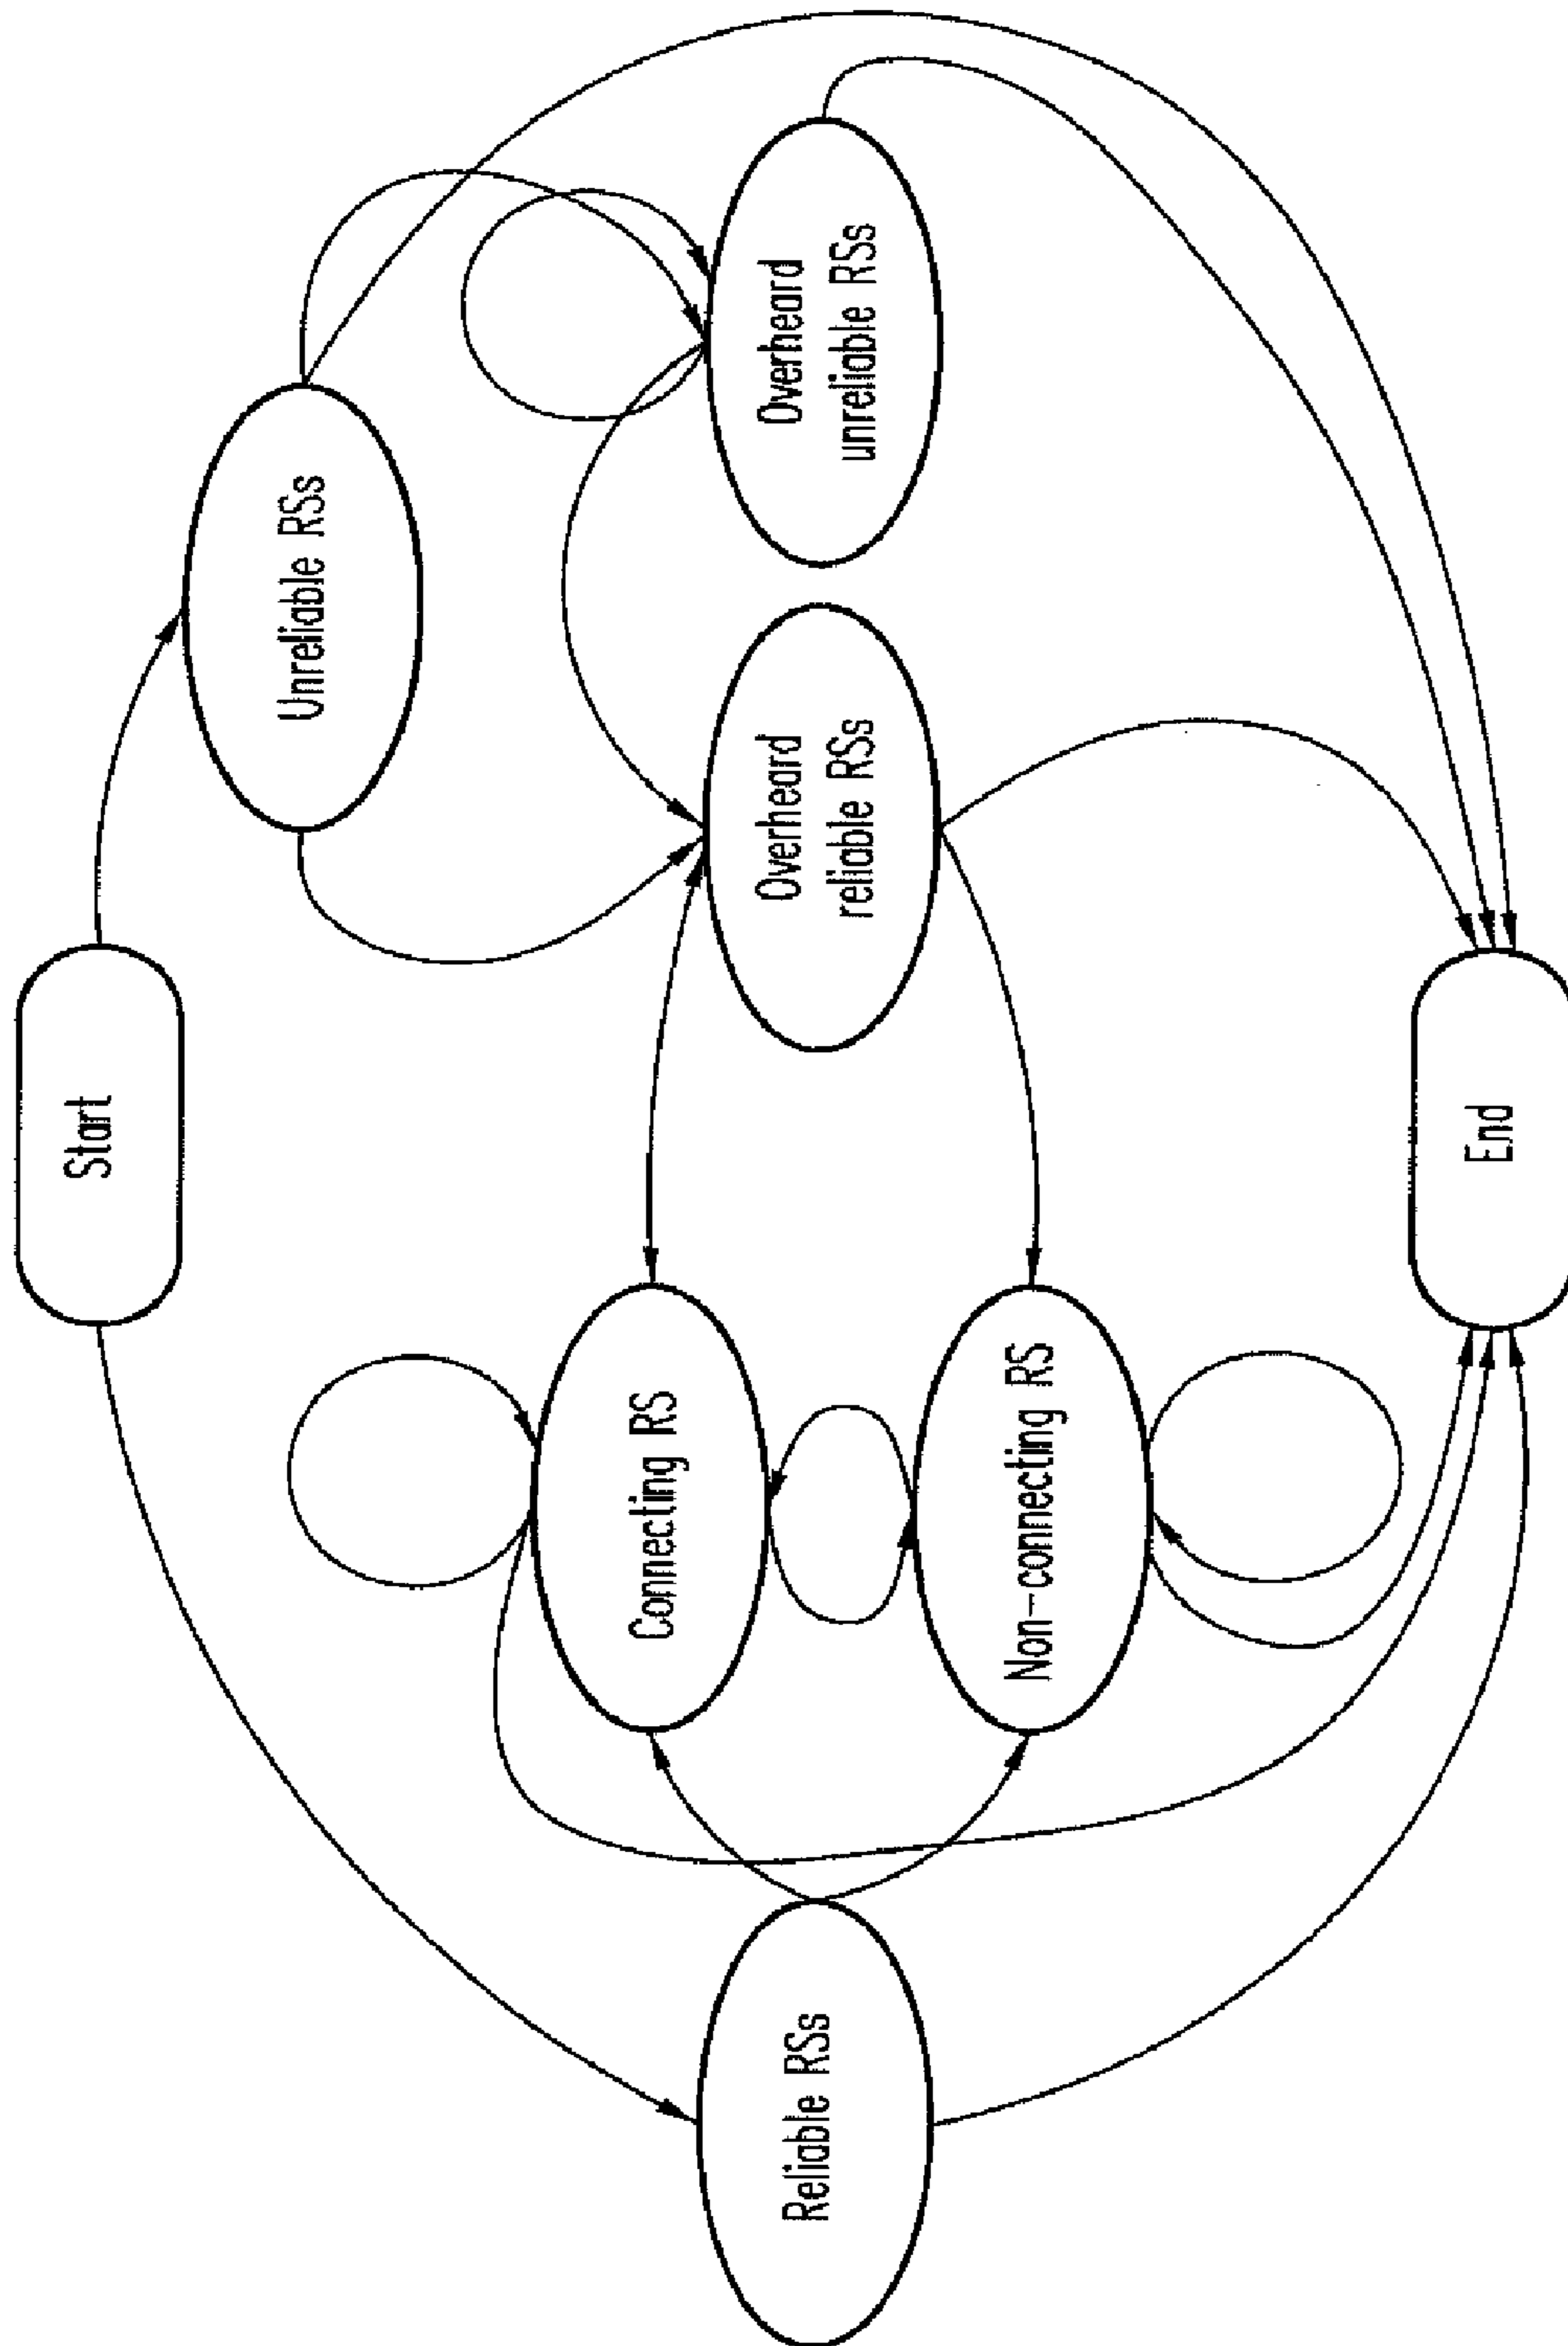 Start
Unreliable RSs
Reliable RSs
Connecting RS
Overheard
reliable RSs
Overheard
unreliable RSs
Non-connecting RS
End